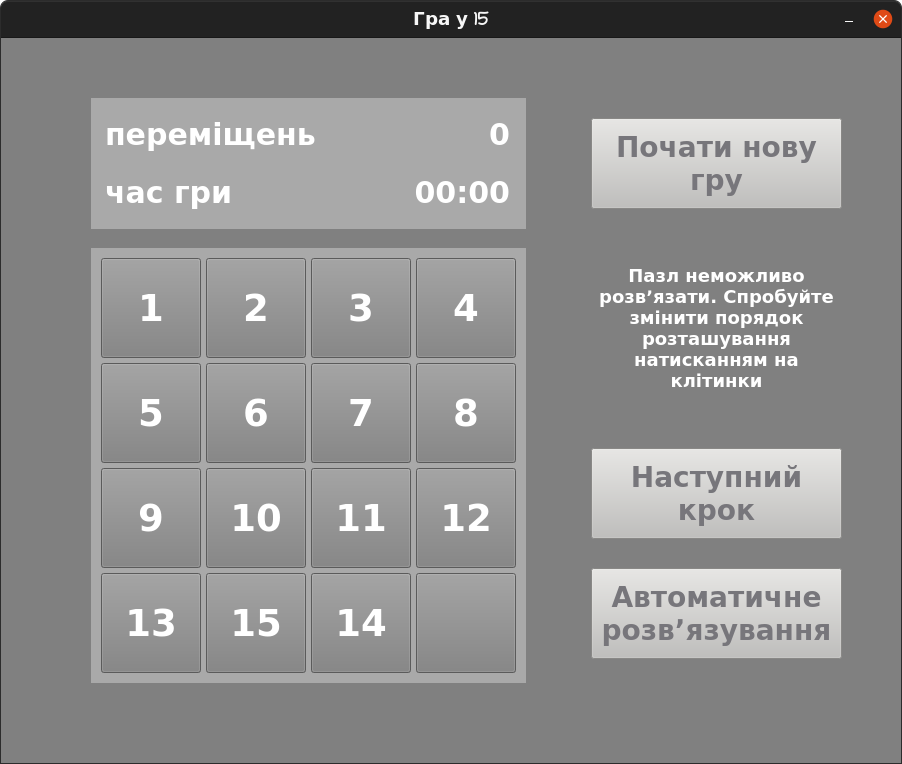 Гра у 15
переміщень 0
час гри 00:00
Почати нову
гру
Пазл неможливо
розв’язати. Спробуйте
змінити порядок
розташування
натисканням на
клітинки
1 2 3 4
5 6 7 8
9 10 11 12
13 15 14
Наступний
крок
Автоматичне
розв’язування